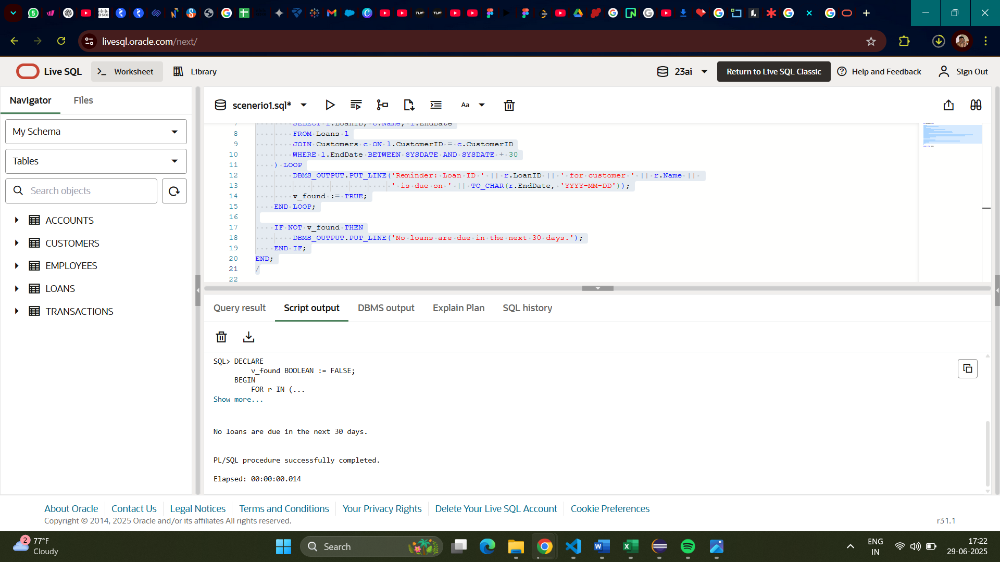 livesql.oracle.com/next/
Live SQL
Worksheet
Library
23ai
Return to Live SQL Classic
Help and Feedback
Sign Out
Navigator
Files
My Schema
Tables
Search objects
ACCOUNTS
CUSTOMERS
EMPLOYEES
LOANS
TRANSACTIONS
scenerio1.sql*
Aa
7 SELECT l.LoanID, c.Name, l.EndDate
8 FROM Loans l
9 JOIN Customers c ON l.CustomerID = c.CustomerID
10 WHERE l.EndDate BETWEEN SYSDATE AND SYSDATE + 30
11 ) LOOP
12 DBMS_OUTPUT.PUT_LINE('Reminder: Loan ID ' || r.LoanID || ' for customer ' || r.Name ||
13 ' is due on ' || TO_CHAR(r.EndDate, 'YYYY-MM-DD'));
14 v_found := TRUE;
15 END LOOP;
16
17 IF NOT v_found THEN
18 DBMS_OUTPUT.PUT_LINE('No loans are due in the next 30 days.');
19 END IF;
20 END;
21 /
22
Query result
Script output
DBMS output
Explain Plan
SQL history
SQL> DECLARE
v_found BOOLEAN := FALSE;
BEGIN
FOR r IN (...
Show more...
No loans are due in the next 30 days.
PL/SQL procedure successfully completed.
Elapsed: 00:00:00.014
About Oracle
Contact Us
Legal Notices
Terms and Conditions
Your Privacy Rights
Delete Your Live SQL Account
Cookie Preferences
Copyright © 2014, 2025 Oracle and/or its affiliates All rights reserved.
r31.1
2
77°F
Cloudy
Search
ENG
IN
17:22
29-06-2025